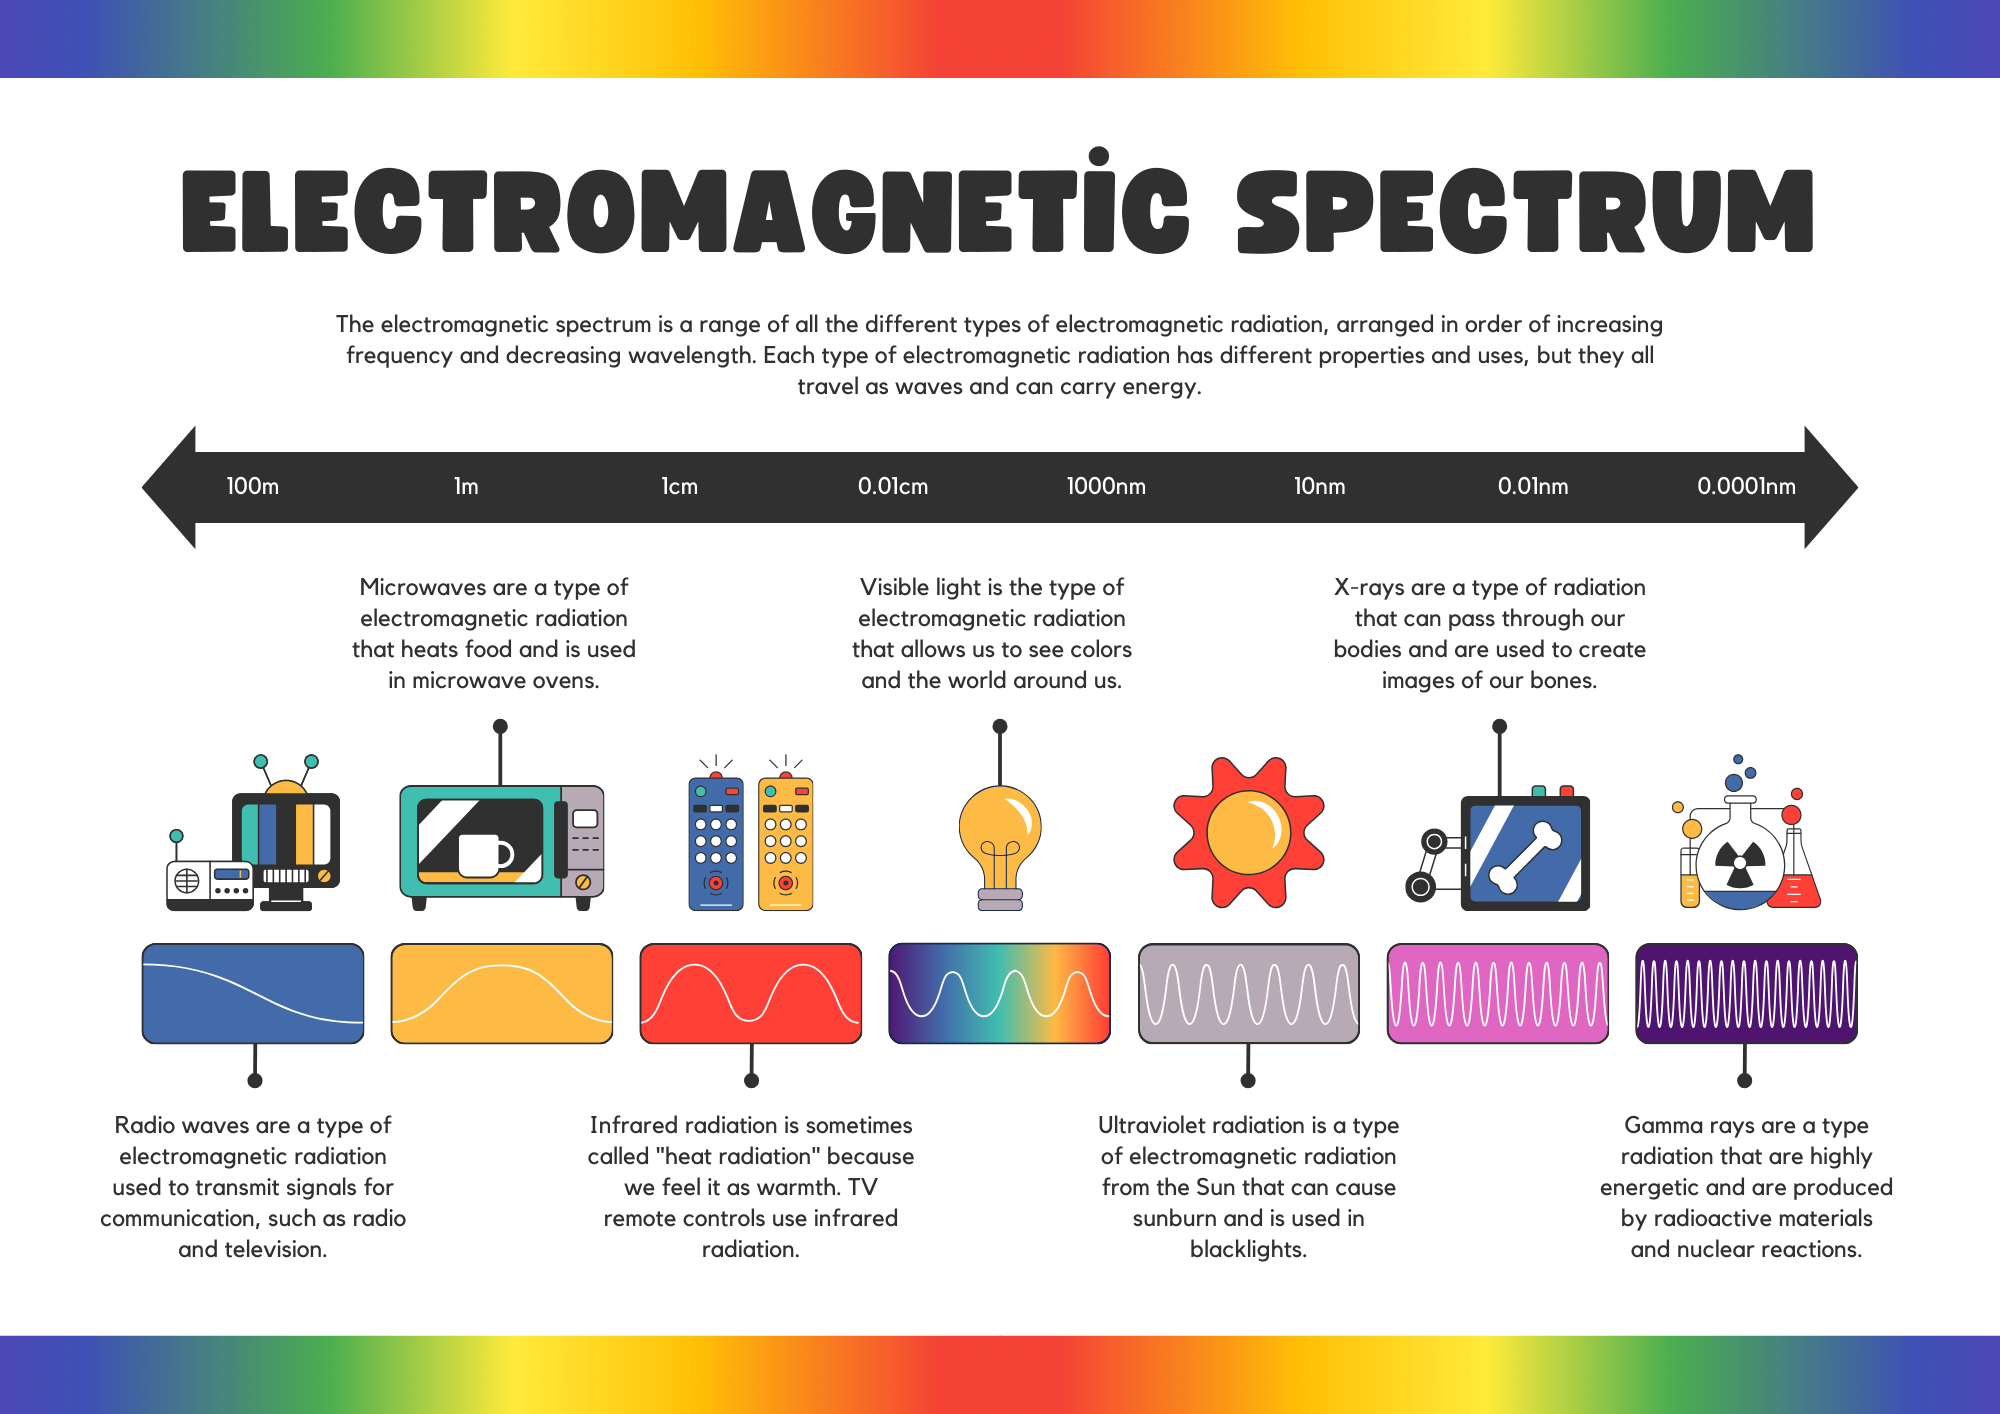 ELECTROMAGNETiC SPECTRUM
The electromagnetic spectrum is a range of all the different types of electromagnetic radiation, arranged in order of increasing
frequency and decreasing wavelength. Each type of electromagnetic radiation has different properties and uses, but they all
travel as waves and can carry energy.
100m 1m 1cm 0.01cm 1000nm 10nm 0.01nm 0.0001nm
Microwaves are a type of
electromagnetic radiation
that heats food and is used
in microwave ovens.
Visible light is the type of
electromagnetic radiation
that allows us to see colors
and the world around us.
X-rays are a type of radiation
that can pass through our
bodies and are used to create
images of our bones.
Radio waves are a type of
electromagnetic radiation
used to transmit signals for
communication, such as radio
and television.
Infrared radiation is sometimes
called "heat radiation" because
we feel it as warmth. TV
remote controls use infrared
radiation.
Ultraviolet radiation is a type
of electromagnetic radiation
from the Sun that can cause
sunburn and is used in
blacklights.
Gamma rays are a type
radiation that are highly
energetic and are produced
by radioactive materials
and nuclear reactions.